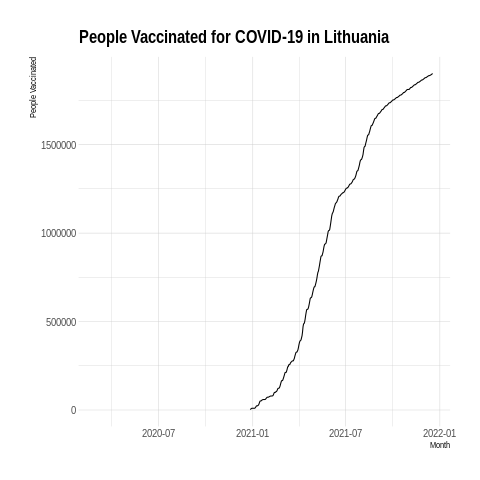 People Vaccinated for COVID-19 in Lithuania
People Vaccinated
1500000
1000000
500000
0
2020-07 2021-01 2021-07 2022-01
Month